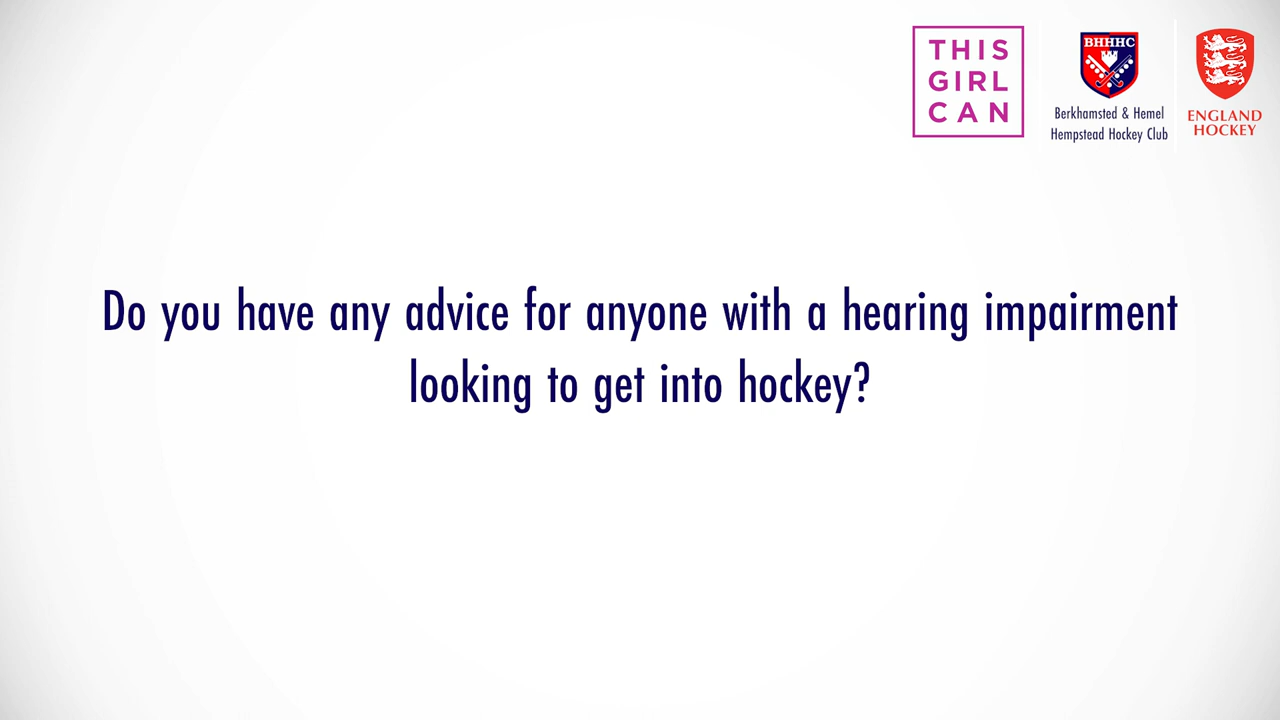 THIS
GIRL
CAN
BHHHC
Berkhamsted & Hemel
Hempstead Hockey Club
ENGLAND
HOCKEY
Do you have any advice for anyone with a hearing impairment
looking to get into hockey?